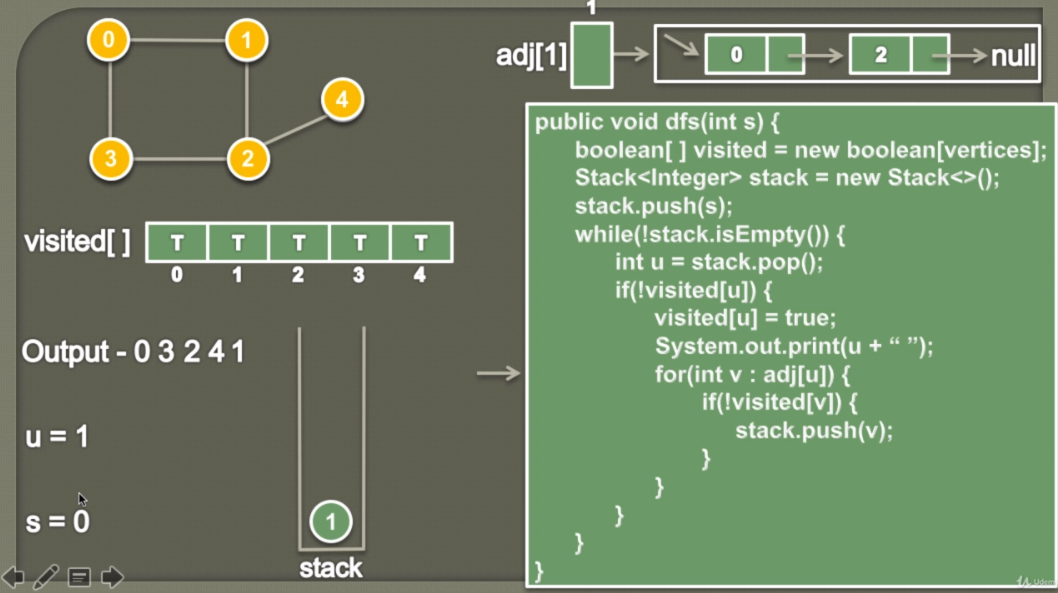 0 1
4
3 2
1
adj[1] 0 2 null
visited[ ] T T T T T
0 1 2 3 4
Output - 0 3 2 4 1
u = 1
s = 0
1
stack
public void dfs(int s) {
boolean[ ] visited = new boolean[vertices];
Stack<Integer> stack = new Stack<>();
stack.push(s);
while(!stack.isEmpty()) {
int u = stack.pop();
if(!visited[u]) {
visited[u] = true;
System.out.print(u + “ ”);
for(int v : adj[u]) {
if(!visited[v]) {
stack.push(v);
}
}
}
}
}
Udemy